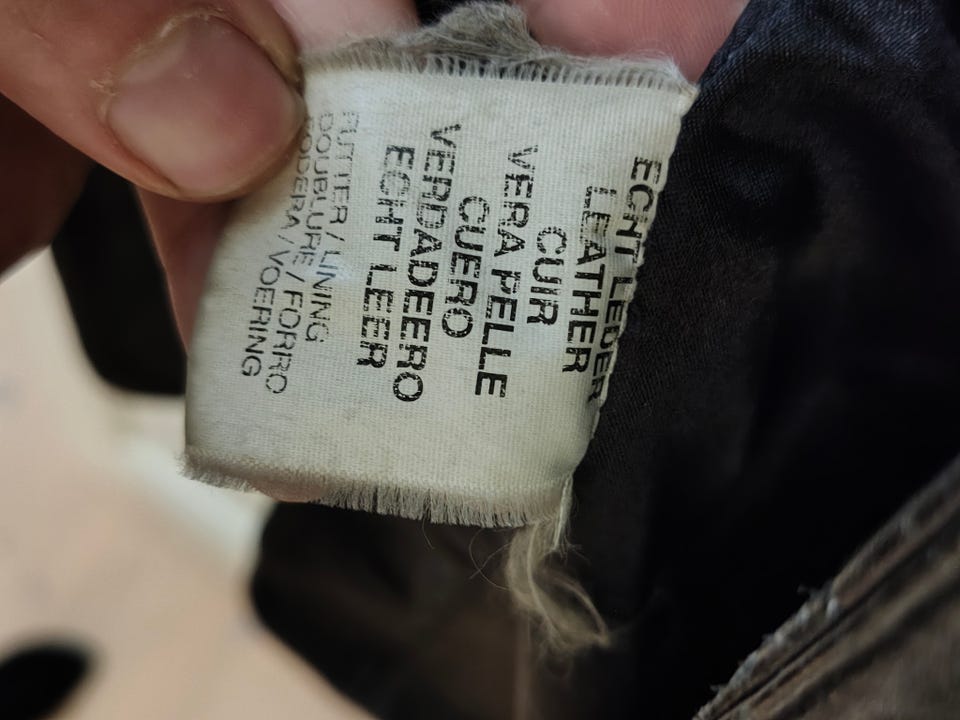 ECHT LEDER
LEATHER
CUIR
VERA PELLE
CUERO
VERDADEERO
ECHT LEER
FUTTER / LINING
DOUBLURE / FORRO
FODERA / VOERING